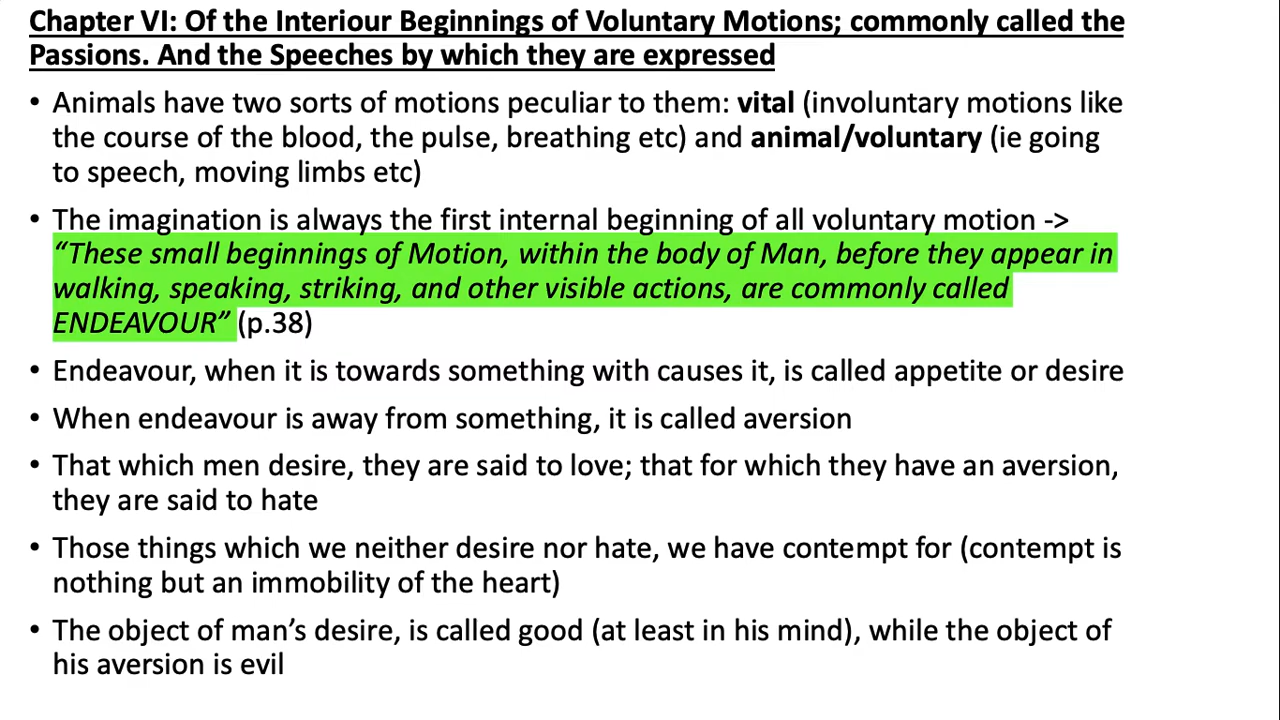 Chapter VI: Of the Interiour Beginnings of Voluntary Motions; commonly called the
Passions. And the Speeches by which they are expressed
• Animals have two sorts of motions peculiar to them: vital (involuntary motions like
the course of the blood, the pulse, breathing etc) and animal/voluntary (ie going
to speech, moving limbs etc)
• The imagination is always the first internal beginning of all voluntary motion ->
“These small beginnings of Motion, within the body of Man, before they appear in
walking, speaking, striking, and other visible actions, are commonly called
ENDEAVOUR” (p.38)
• Endeavour, when it is towards something with causes it, is called appetite or desire
• When endeavour is away from something, it is called aversion
• That which men desire, they are said to love; that for which they have an aversion,
they are said to hate
• Those things which we neither desire nor hate, we have contempt for (contempt is
nothing but an immobility of the heart)
• The object of man’s desire, is called good (at least in his mind), while the object of
his aversion is evil